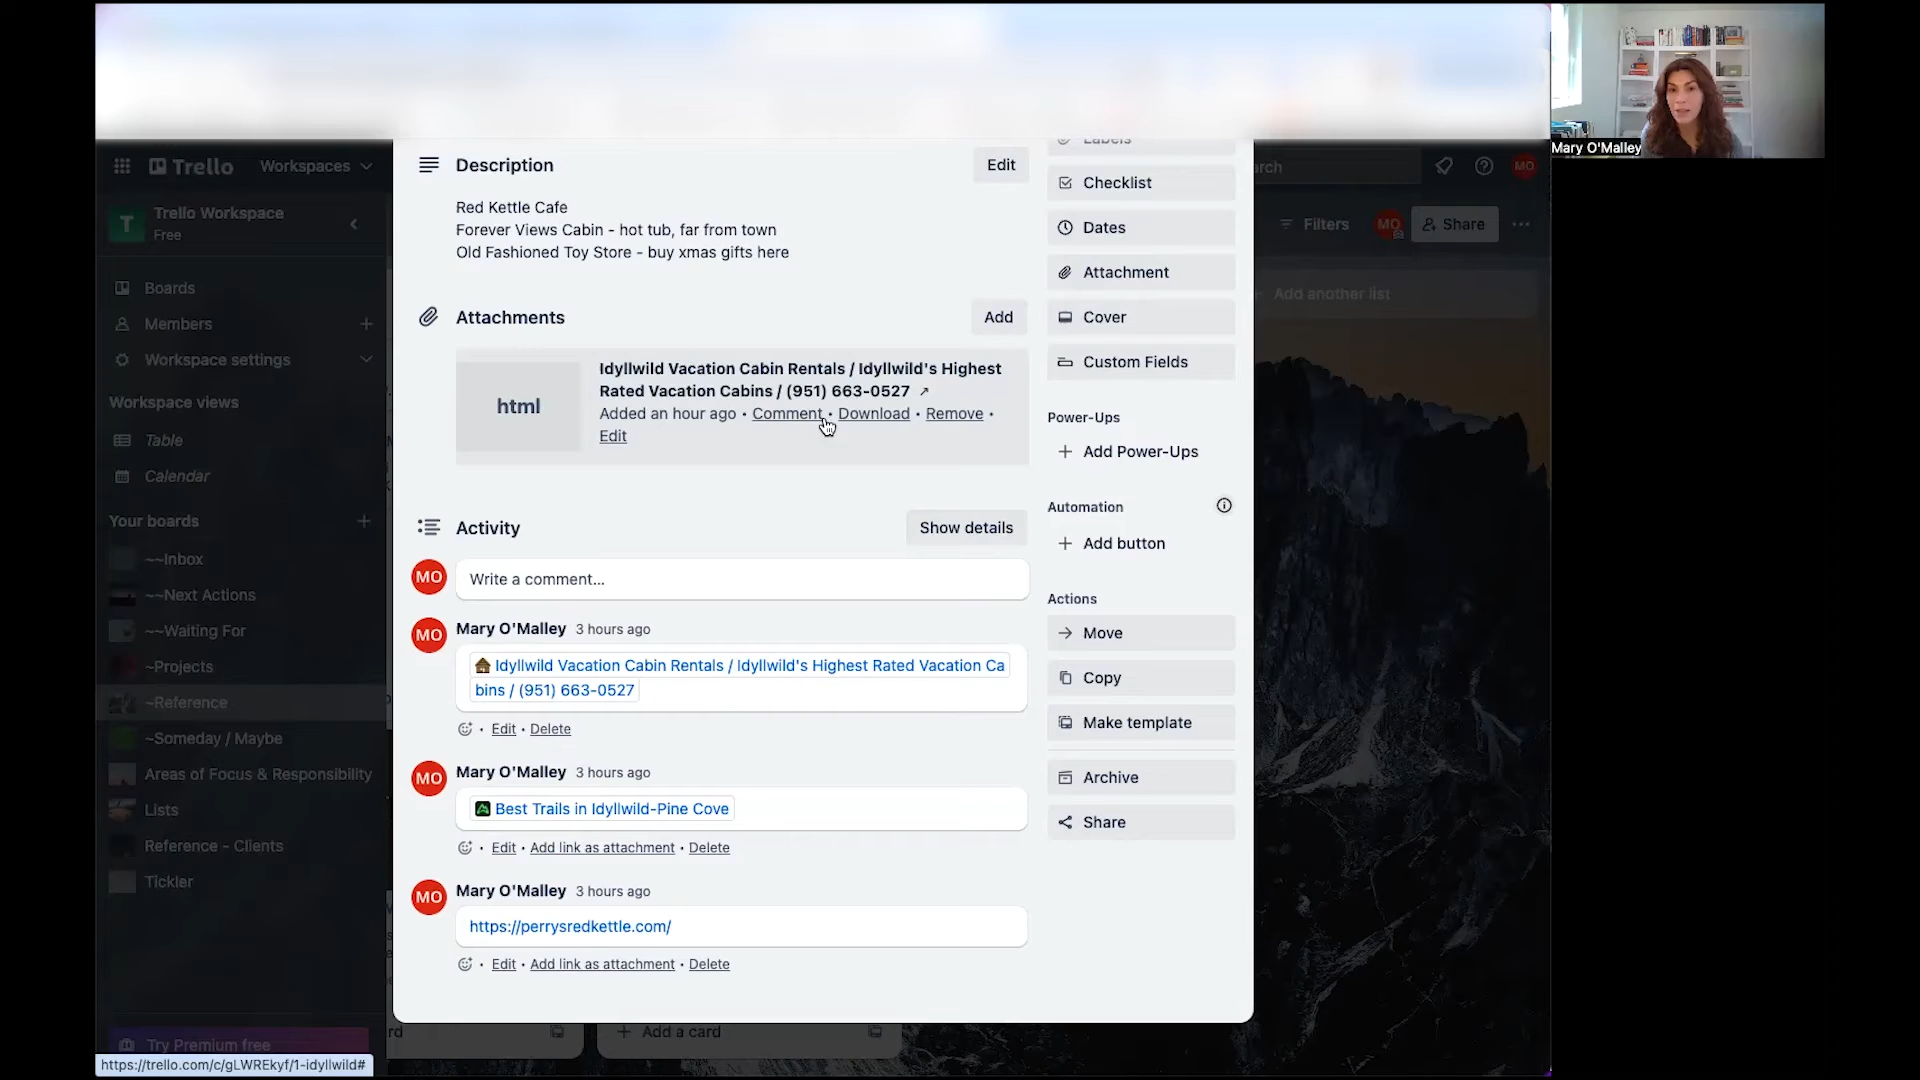 Mary O'Malley
Trello
Workspaces
Trello Workspace
Free
Boards
Members
Workspace settings
Workspace views
Table
Calendar
Your boards
~~Inbox
~~Next Actions
~~Waiting For
~Projects
~Reference
~Someday / Maybe
Areas of Focus & Responsibility
Lists
Reference - Clients
Tickler
Try Premium free
https://trello.com/c/gLWREkyf/1-idyllwild#
Description
Edit
Red Kettle Cafe
Forever Views Cabin - hot tub, far from town
Old Fashioned Toy Store - buy xmas gifts here
Attachments
Add
html
Idyllwild Vacation Cabin Rentals / Idyllwild's Highest
Rated Vacation Cabins / (951) 663-0527 ↗
Added an hour ago • Comment • Download • Remove •
Edit
Activity
Show details
MO
Write a comment...
MO
Mary O'Malley 3 hours ago
Idyllwild Vacation Cabin Rentals / Idyllwild's Highest Rated Vacation Ca
bins / (951) 663-0527
• Edit • Delete
MO
Mary O'Malley 3 hours ago
Best Trails in Idyllwild-Pine Cove
• Edit • Add link as attachment • Delete
MO
Mary O'Malley 3 hours ago
https://perrysredkettle.com/
• Edit • Add link as attachment • Delete
Labels
Checklist
Dates
Attachment
Cover
Custom Fields
Power-Ups
+ Add Power-Ups
Automation
+ Add button
Actions
Move
Copy
Make template
Archive
Share
MO
Filters
MO
Share
Add another list
+ Add a card